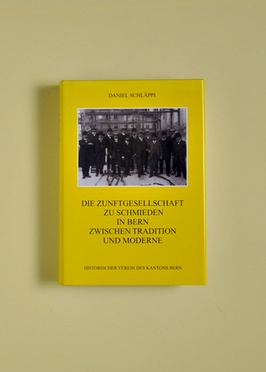 DANIEL SCHLÄPPI
DIE ZUNFTGESELLSCHAFT
ZU SCHMIEDEN
IN BERN
ZWISCHEN TRADITION
UND MODERNE
HISTORISCHER VEREIN DES KANTONS BERN